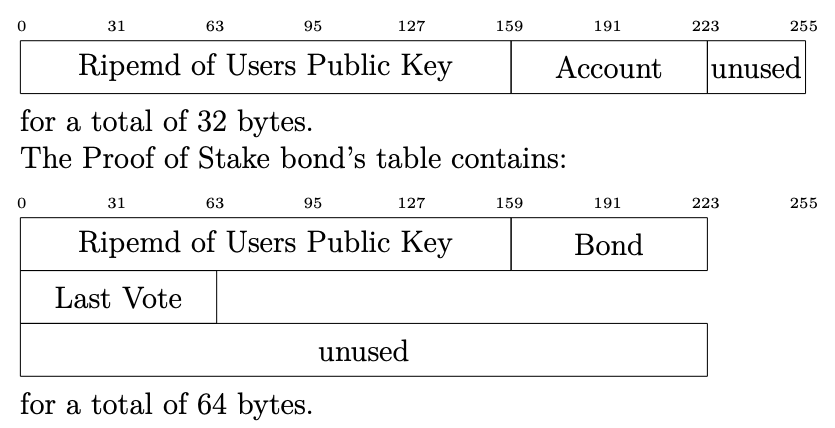 0 31 63 95 127 159 191 223 255
Ripemd of Users Public Key Account unused
for a total of 32 bytes.
The Proof of Stake bond's table contains:
0 31 63 95 127 159 191 223 255
Ripemd of Users Public Key Bond
Last Vote
unused
for a total of 64 bytes.